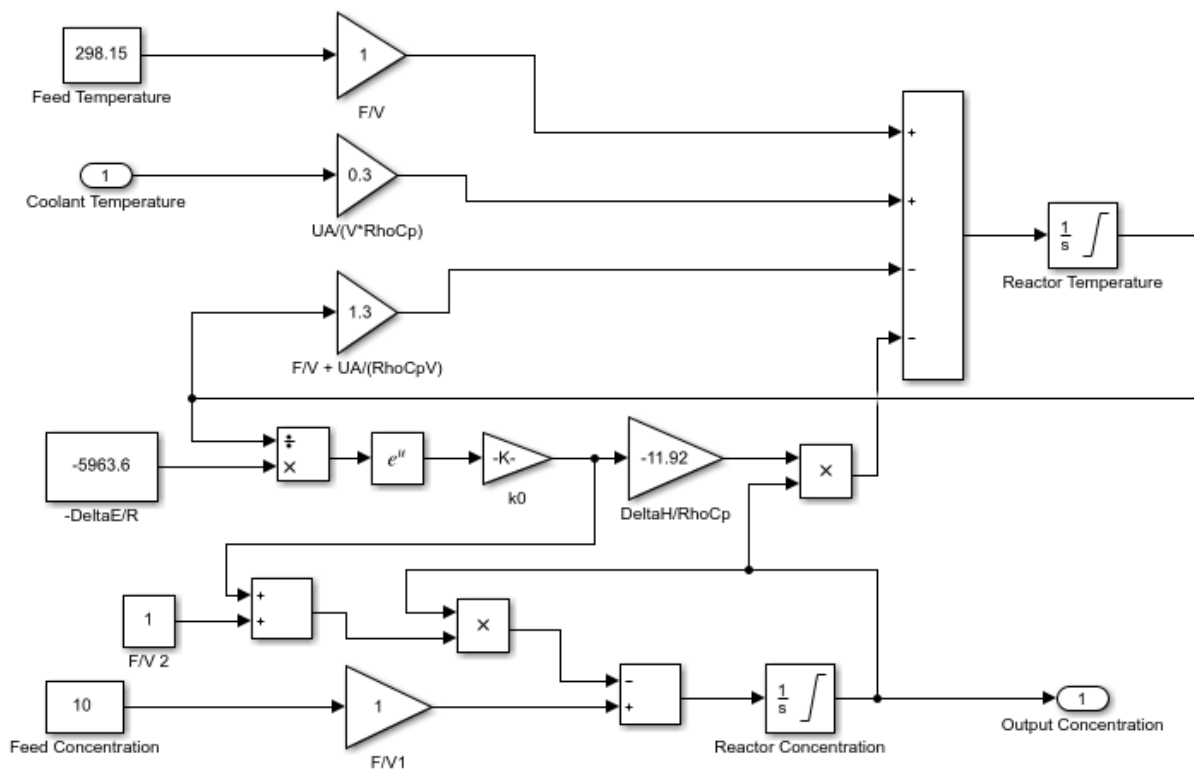 298.15
Feed Temperature
1
F/V
1
Coolant Temperature
0.3
UA/(V*RhoCp)
1.3
F/V + UA/(RhoCpV)
+
+
−
−
1
s
Reactor Temperature
-5963.6
-DeltaE/R
÷
×
eᵘ
-K-
k0
-11.92
DeltaH/RhoCp
×
1
F/V 2
+
+
×
10
Feed Concentration
1
F/V1
−
+
1
s
Reactor Concentration
1
Output Concentration